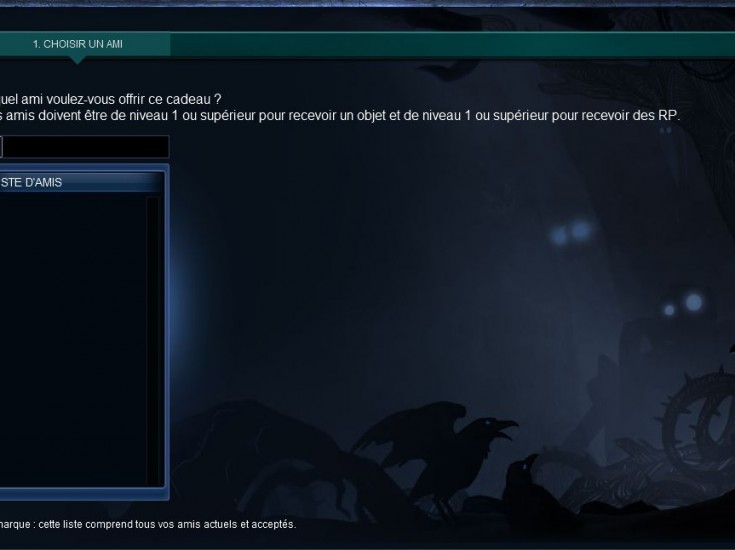 1. CHOISIR UN AMI
uel ami voulez-vous offrir ce cadeau ?
s amis doivent être de niveau 1 ou supérieur pour recevoir un objet et de niveau 1 ou supérieur pour recevoir des RP.
STE D'AMIS
marque : cette liste comprend tous vos amis actuels et acceptés.